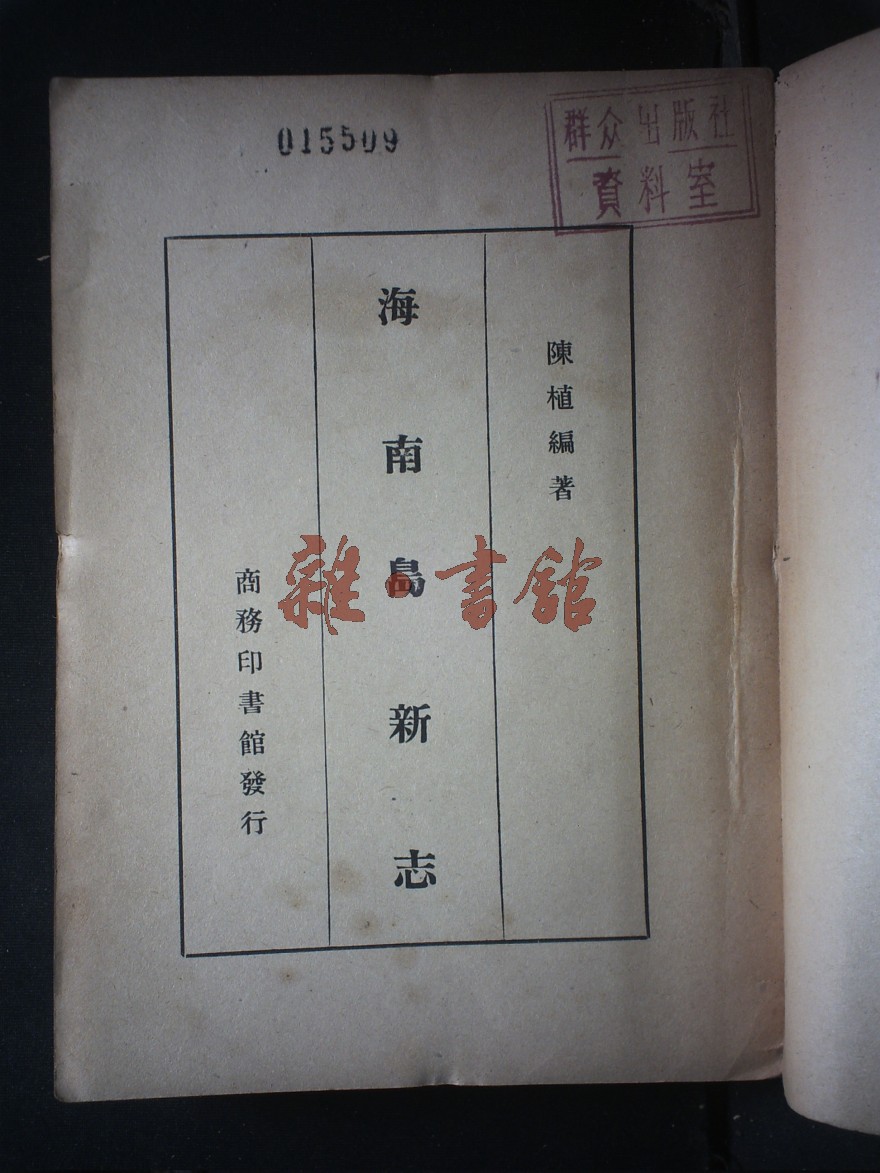 015509
群众出版社
資料室
陳植編著
海南島新志
商務印書館發行
雜·書館